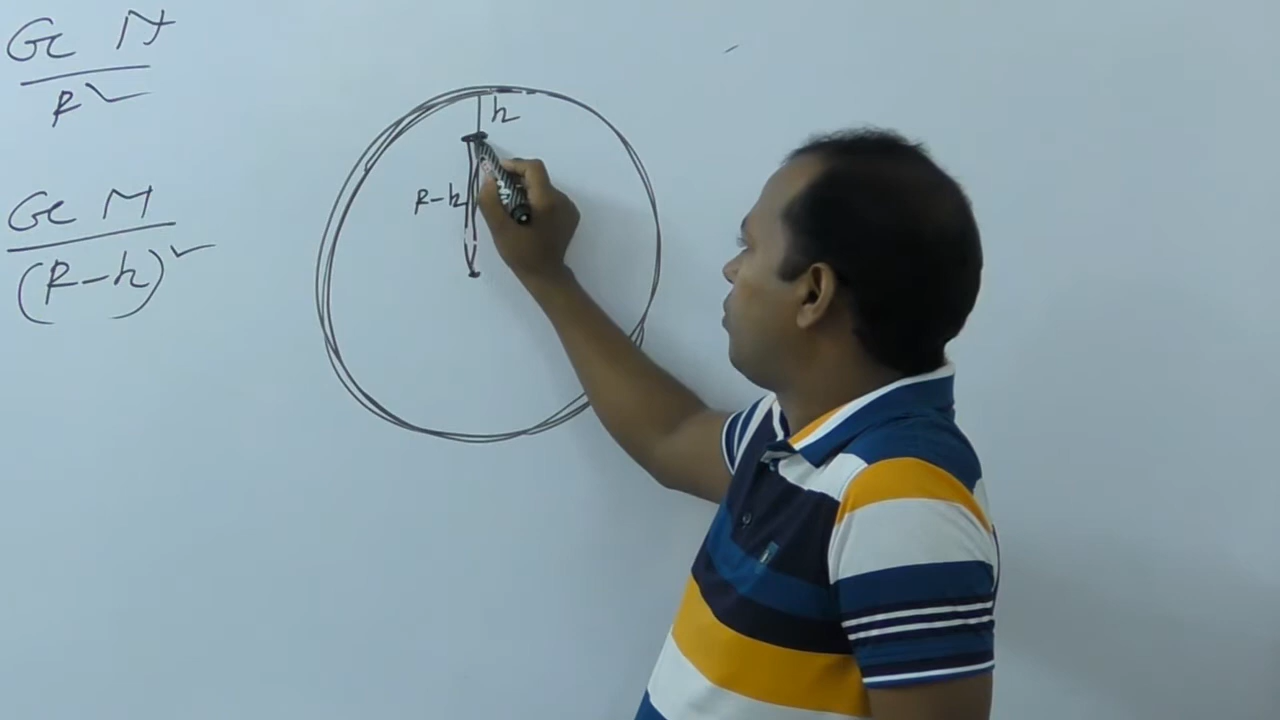 G M
R²
G M
(R-h)²
h
R-h